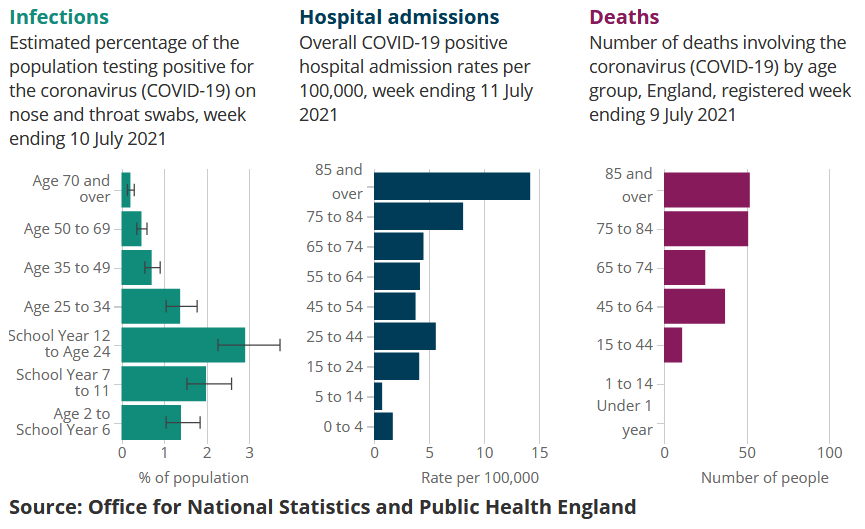 Infections
Estimated percentage of the
population testing positive for
the coronavirus (COVID-19) on
nose and throat swabs, week
ending 10 July 2021
Age 70 and
over
Age 50 to 69
Age 35 to 49
Age 25 to 34
School Year 12
to Age 24
School Year 7
to 11
Age 2 to
School Year 6
0 1 2 3
% of population
Hospital admissions
Overall COVID-19 positive
hospital admission rates per
100,000, week ending 11 July
2021
85 and
over
75 to 84
65 to 74
55 to 64
45 to 54
25 to 44
15 to 24
5 to 14
0 to 4
0 5 10 15
Rate per 100,000
Deaths
Number of deaths involving the
coronavirus (COVID-19) by age
group, England, registered week
ending 9 July 2021
85 and
over
75 to 84
65 to 74
45 to 64
15 to 44
1 to 14
Under 1
year
0 50 100
Number of people
Source: Office for National Statistics and Public Health England